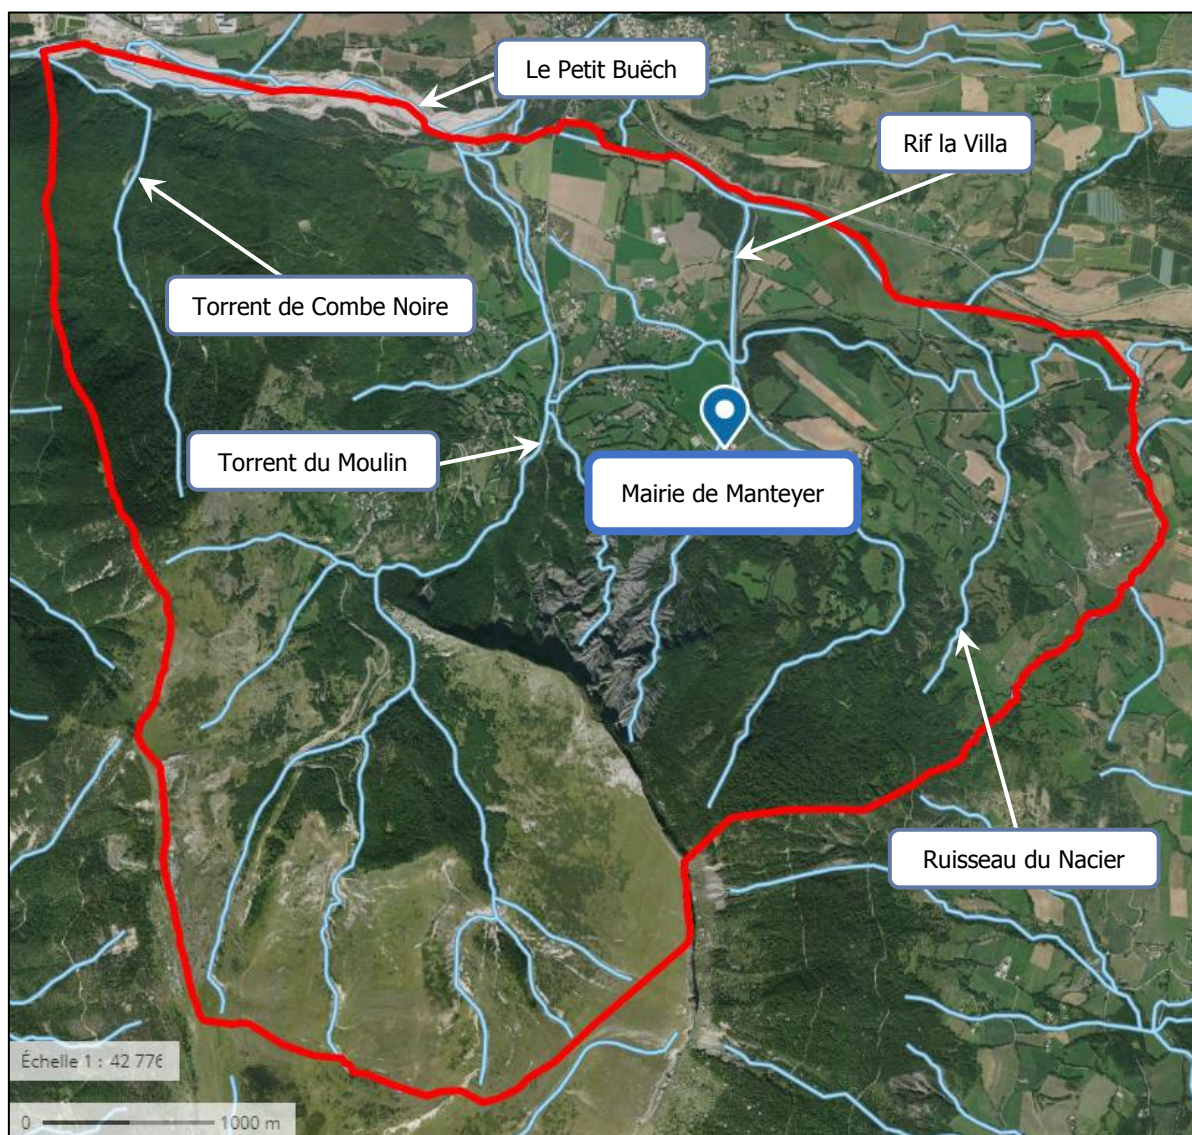 Le Petit Buëch
Rif la Villa
Torrent de Combe Noire
Torrent du Moulin
Mairie de Manteyer
Ruisseau du Nacier
Échelle 1 : 42 776
0 1000 m